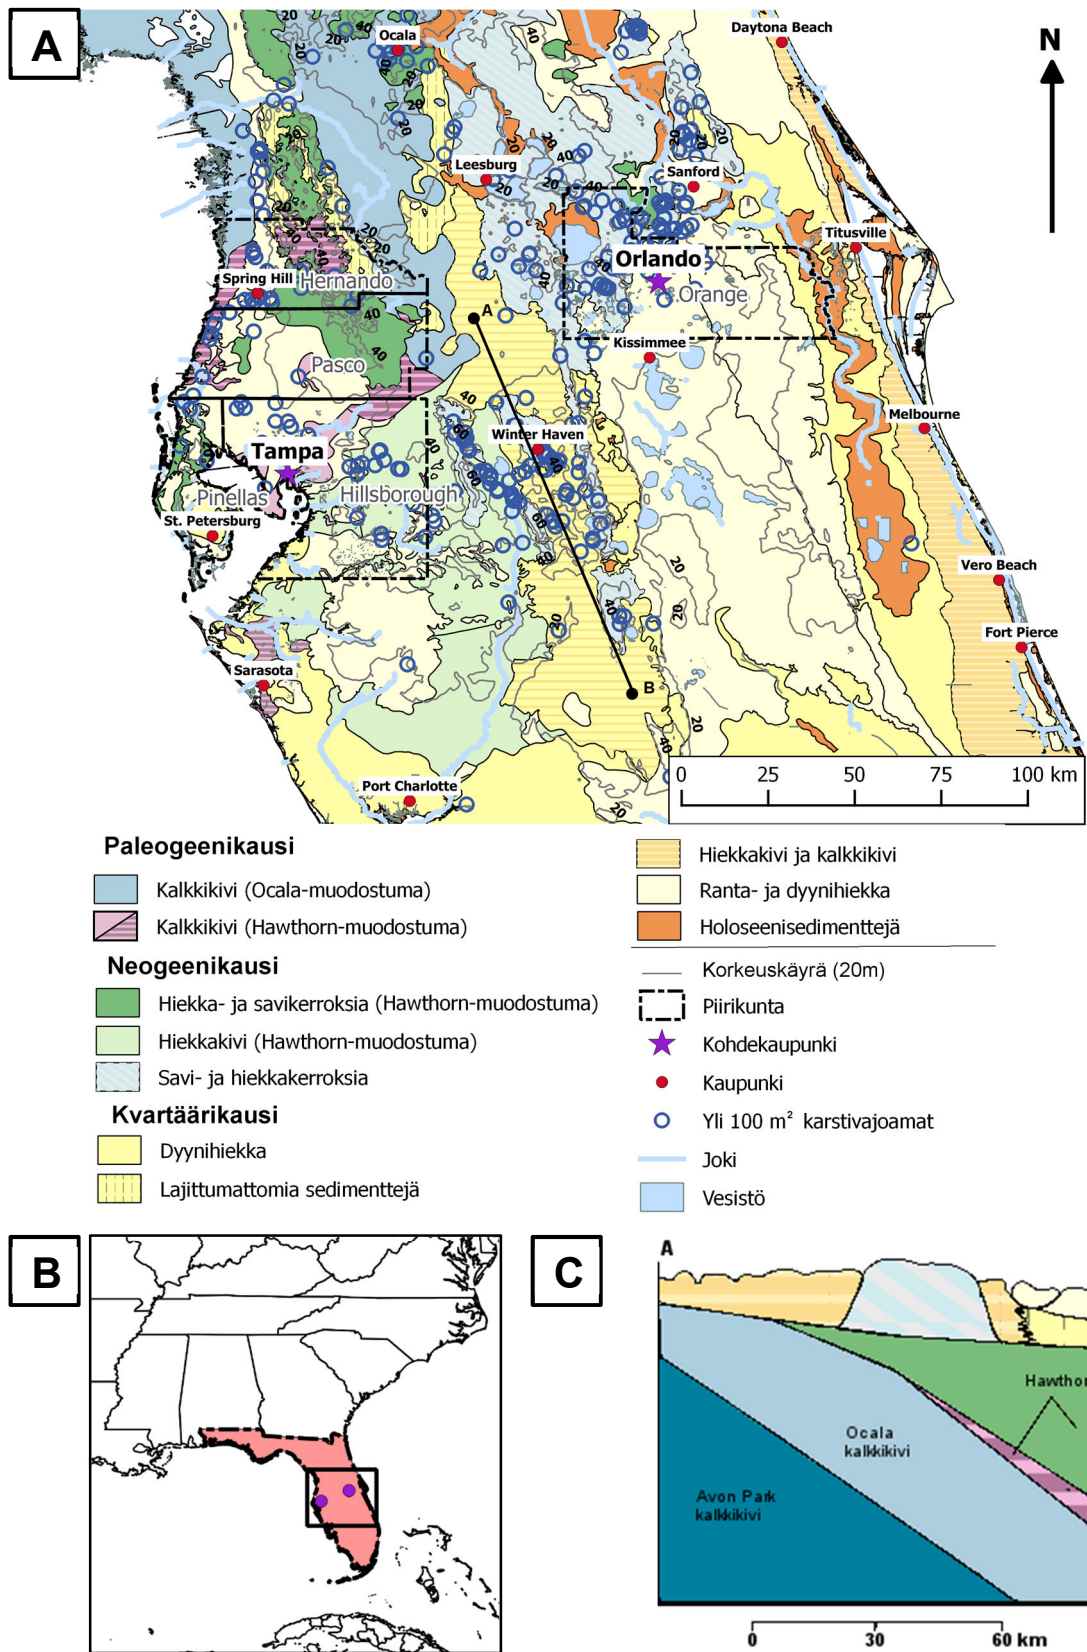 A
N
Daytona Beach
Ocala
Leesburg
Sanford
Titusville
Orlando
Orange
Spring Hill
Hernando
A
Kissimmee
Pasco
Melbourne
Winter Haven
Tampa
Pinellas
Hillsborough
St. Petersburg
Vero Beach
Fort Pierce
Sarasota
B
Port Charlotte
0 25 50 75 100 km
Paleogeenikausi
Kalkkikivi (Ocala-muodostuma)
Kalkkikivi (Hawthorn-muodostuma)
Neogeenikausi
Hiekka- ja savikerroksia (Hawthorn-muodostuma)
Hiekkakivi (Hawthorn-muodostuma)
Savi- ja hiekkakerroksia
Kvartäärikausi
Dyynihiekka
Lajittumattomia sedimenttejä
Hiekkakivi ja kalkkikivi
Ranta- ja dyynihiekka
Holoseenisedimenttejä
Korkeuskäyrä (20m)
Piirikunta
Kohdekaupunki
Kaupunki
Yli 100 m² karstivajoamat
Joki
Vesistö
B
C
A
Hawthor
Ocala
kalkkikivi
Avon Park
kalkkikivi
0 30 60 km